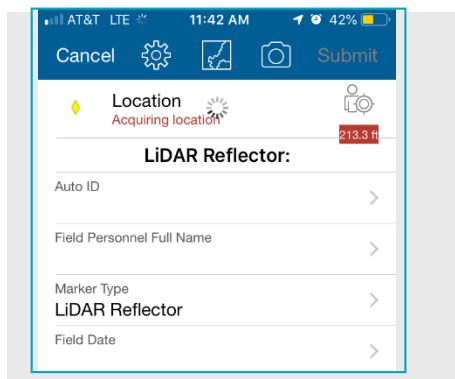 AT&T LTE 11:42 AM 42%
Cancel Submit
Location
Acquiring location
213.3 ft
LiDAR Reflector:
Auto ID
Field Personnel Full Name
Marker Type
LiDAR Reflector
Field Date